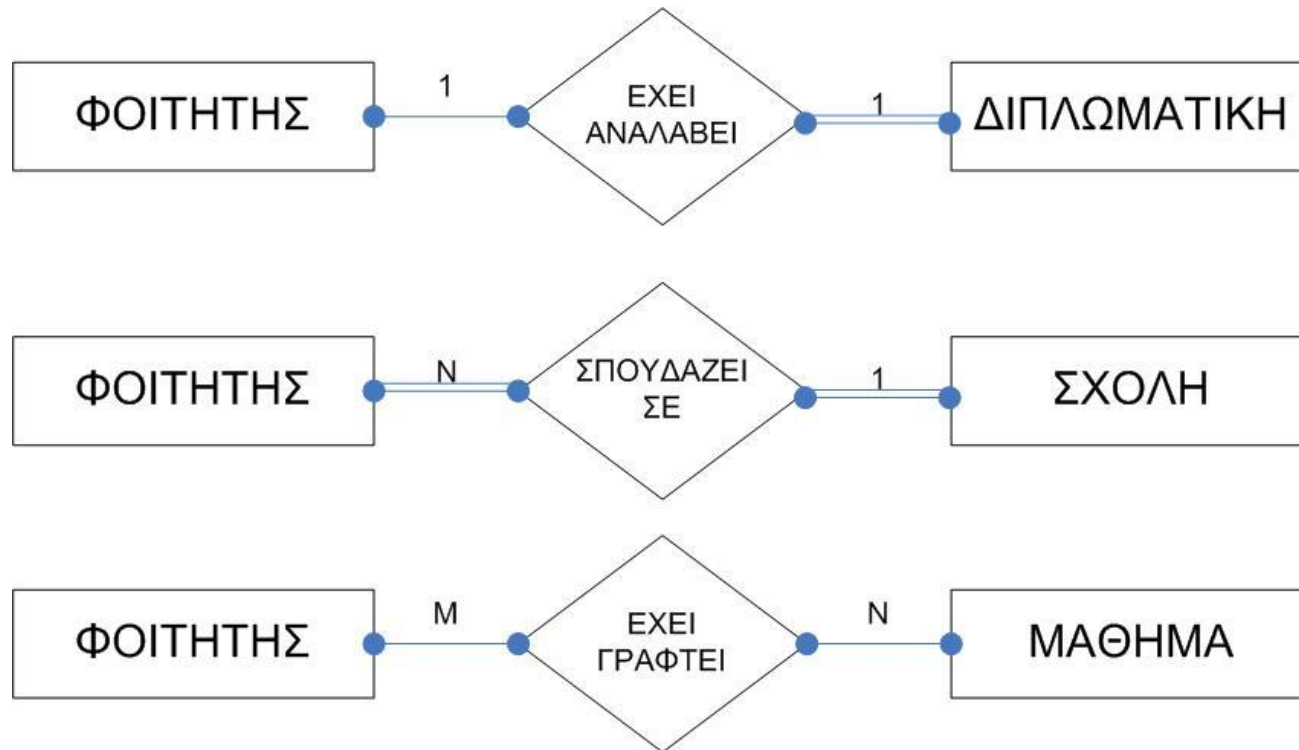 ΦΟΙΤΗΤΗΣ
1
ΕΧΕΙ
ΑΝΑΛΑΒΕΙ
1
ΔΙΠΛΩΜΑΤΙΚΗ
ΦΟΙΤΗΤΗΣ
N
ΣΠΟΥΔΑΖΕΙ
ΣΕ
1
ΣΧΟΛΗ
ΦΟΙΤΗΤΗΣ
M
ΕΧΕΙ
ΓΡΑΦΤΕΙ
N
ΜΑΘΗΜΑ